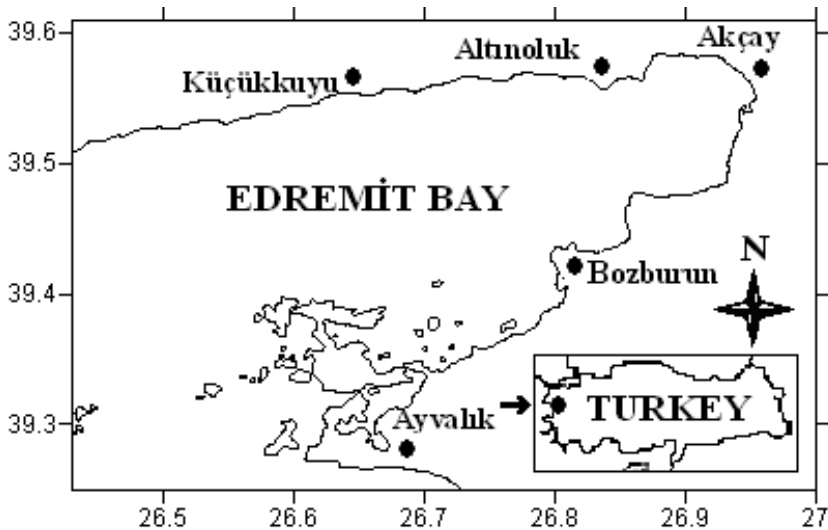 39.6
Altınoluk
Akçay
Küçükkuyu
39.5
EDREMİT BAY
N
Bozburun
39.4
TURKEY
Ayvalık
39.3
26.5 26.6 26.7 26.8 26.9 27